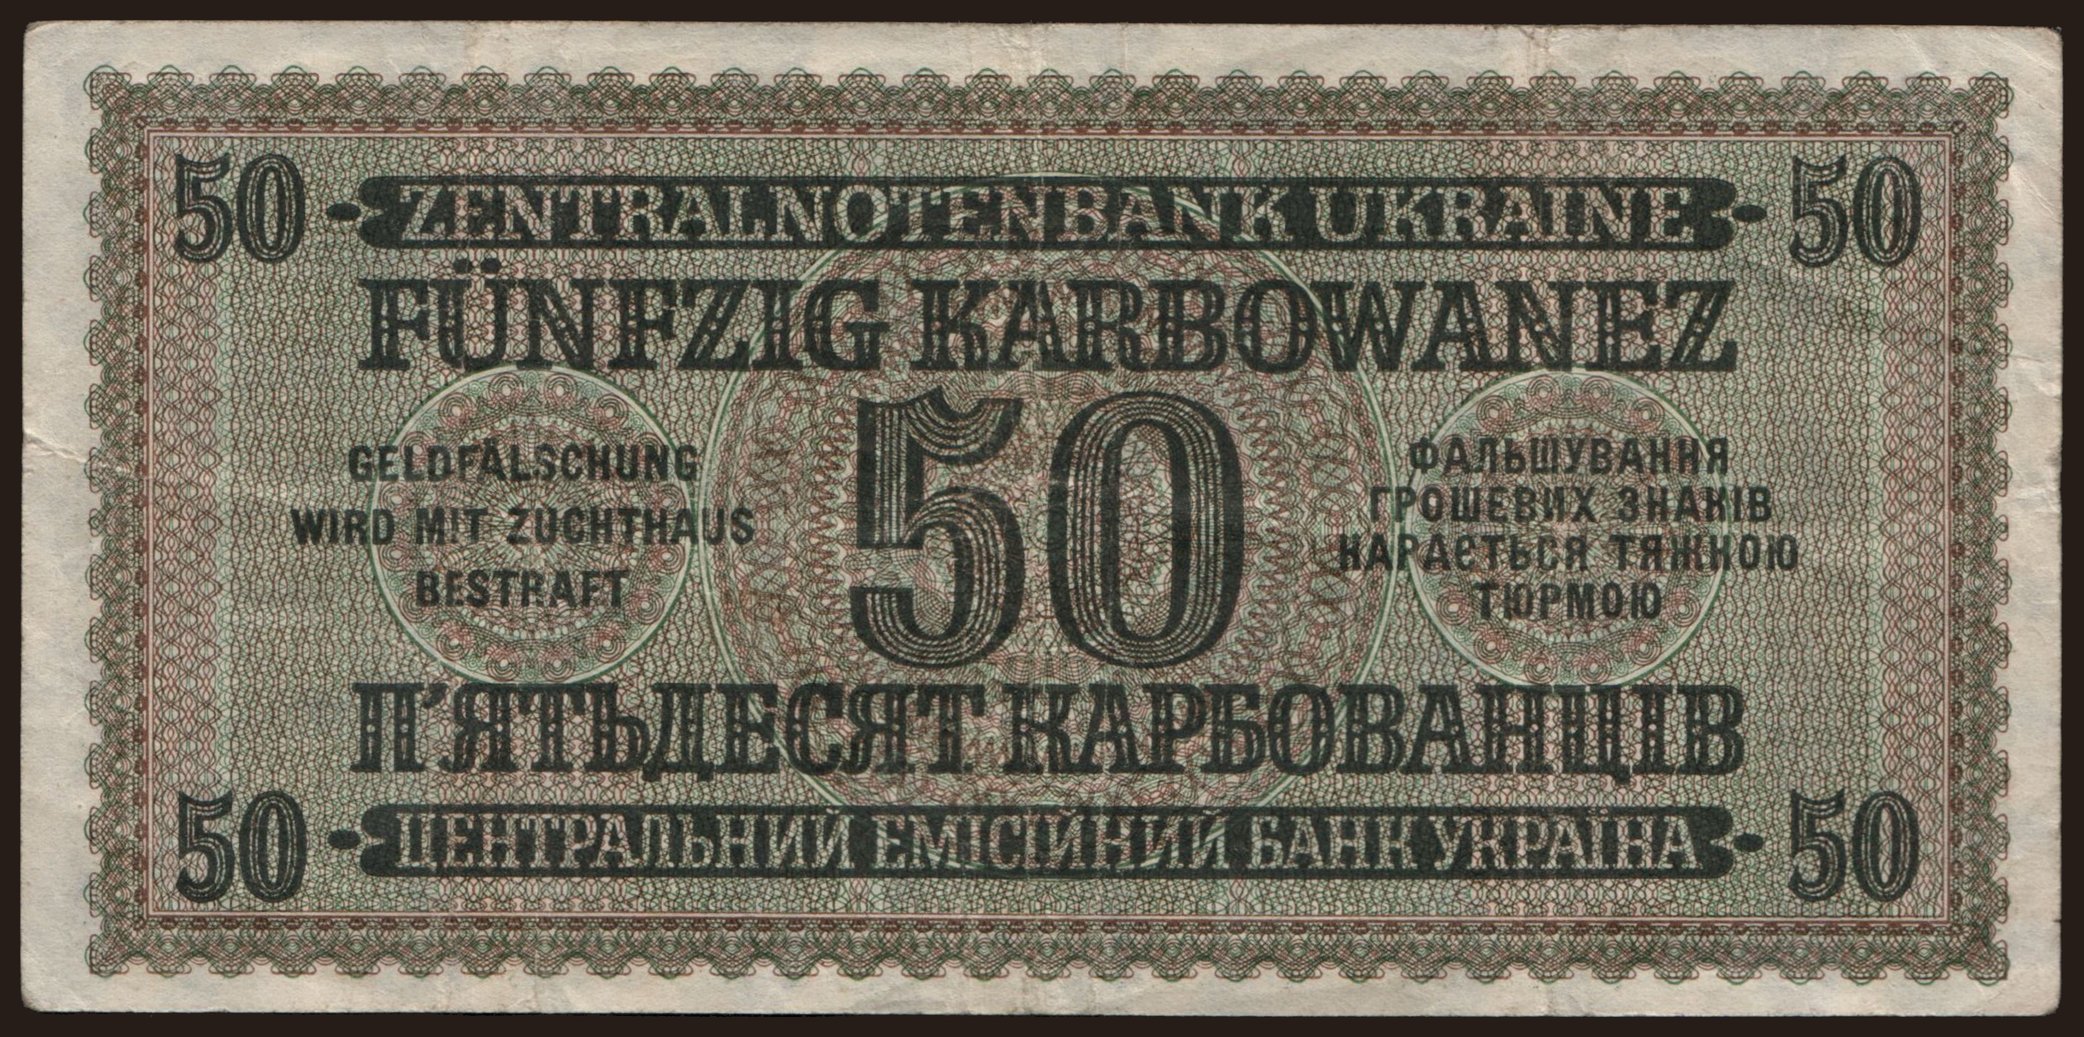 50 ZENTRALNOTENBANK UKRAINE 50
FÜNFZIG KARBOWANEZ
50
GELDFÄLSCHUNG
WIRD MIT ZUCHTHAUS
BESTRAFT
ФАЛЬШУВАННЯ
ГРОШЕВИХ ЗНАКІВ
КАРАЄТЬСЯ ТЯЖКОЮ
ТЮРМОЮ
П'ЯТЬДЕСЯТ КАРБОВАНЦІВ
50 ЦЕНТРАЛЬНИЙ ЕМІСІЙНИЙ БАНК УКРАЇНА 50